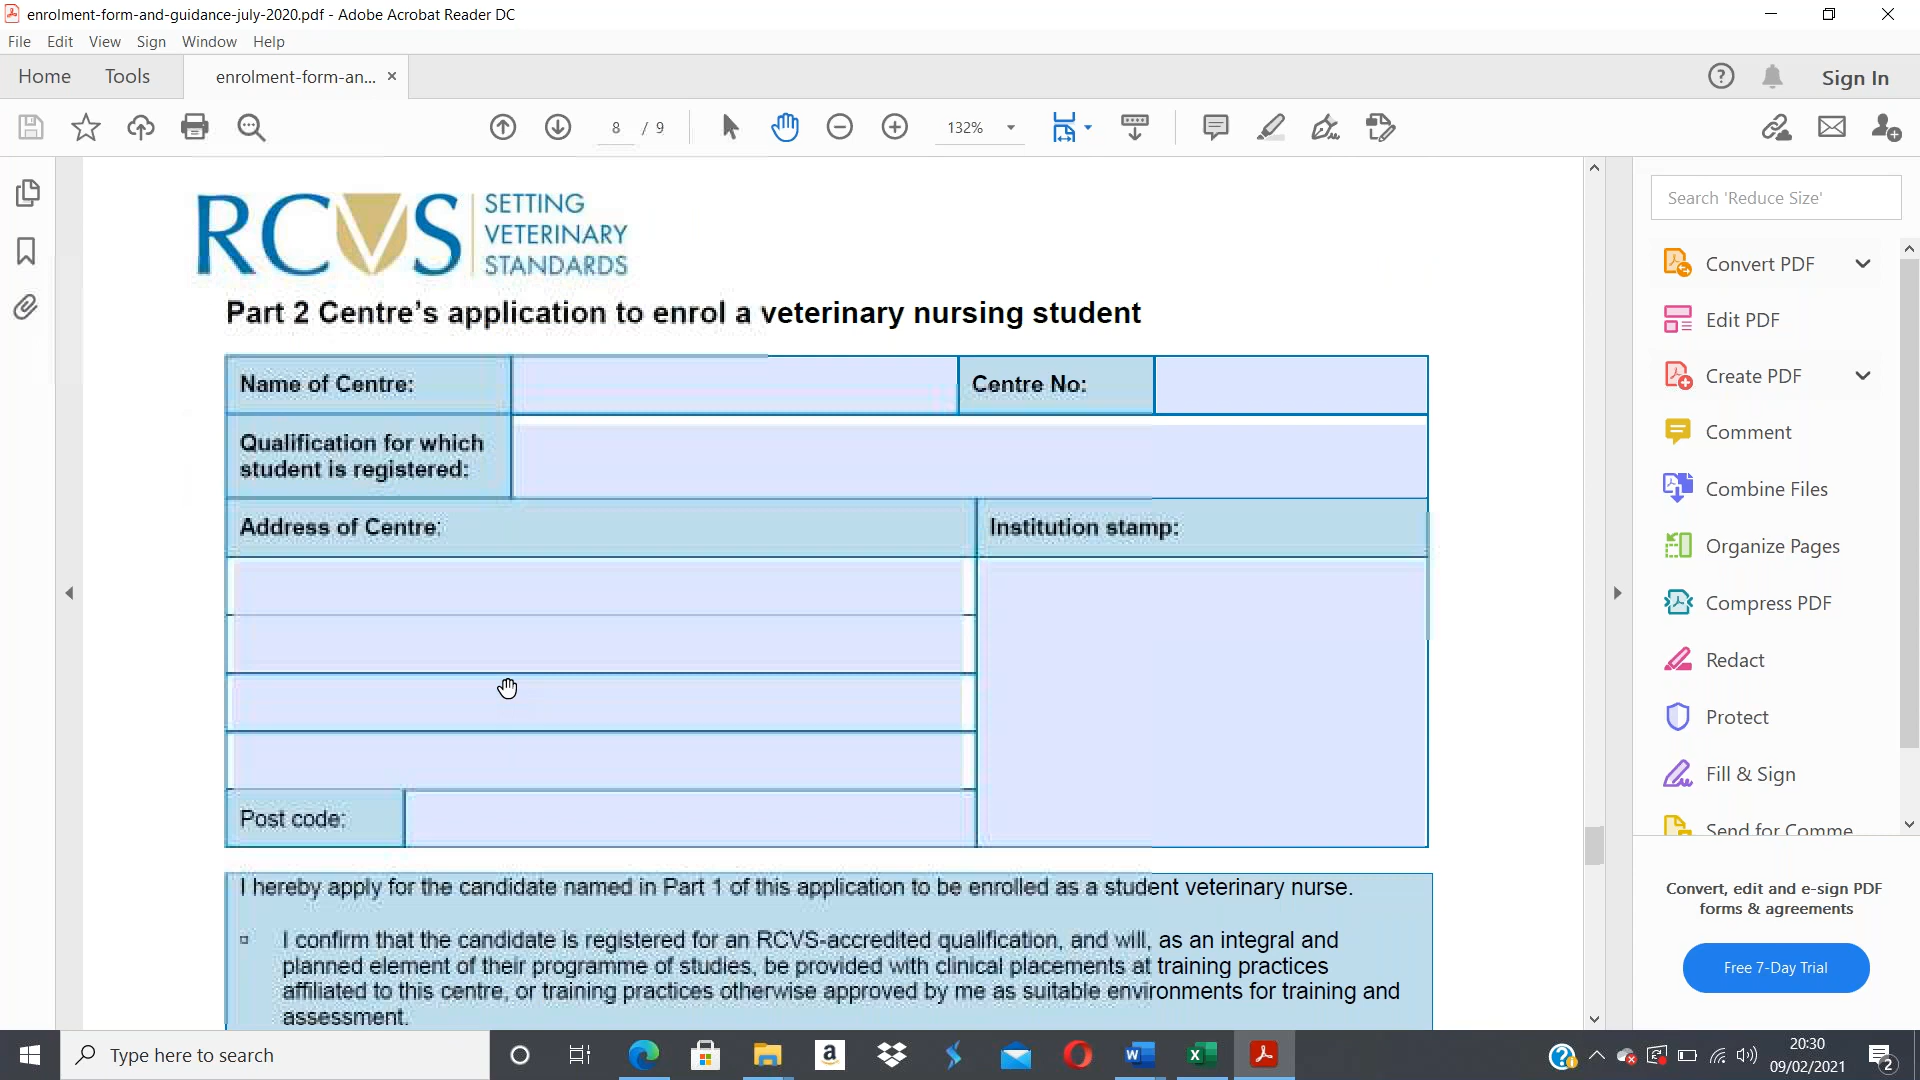 enrolment-form-and-guidance-july-2020.pdf - Adobe Acrobat Reader DC
File Edit View Sign Window Help
Home Tools enrolment-form-an... × Sign In
8 / 9 132%
RCVS SETTING
VETERINARY
STANDARDS
Part 2 Centre's application to enrol a veterinary nursing student
Name of Centre: Centre No:
Qualification for which
student is registered:
Address of Centre: Institution stamp:
Post code:
I hereby apply for the candidate named in Part 1 of this application to be enrolled as a student veterinary nurse.
I confirm that the candidate is registered for an RCVS-accredited qualification, and will, as an integral and
planned element of their programme of studies, be provided with clinical placements at training practices
affiliated to this centre, or training practices otherwise approved by me as suitable environments for training and
assessment.
Search 'Reduce Size'
Convert PDF
Edit PDF
Create PDF
Comment
Combine Files
Organize Pages
Compress PDF
Redact
Protect
Fill & Sign
Send for Comme
Convert, edit and e-sign PDF
forms & agreements
Free 7-Day Trial
Type here to search
20:30
09/02/2021
2